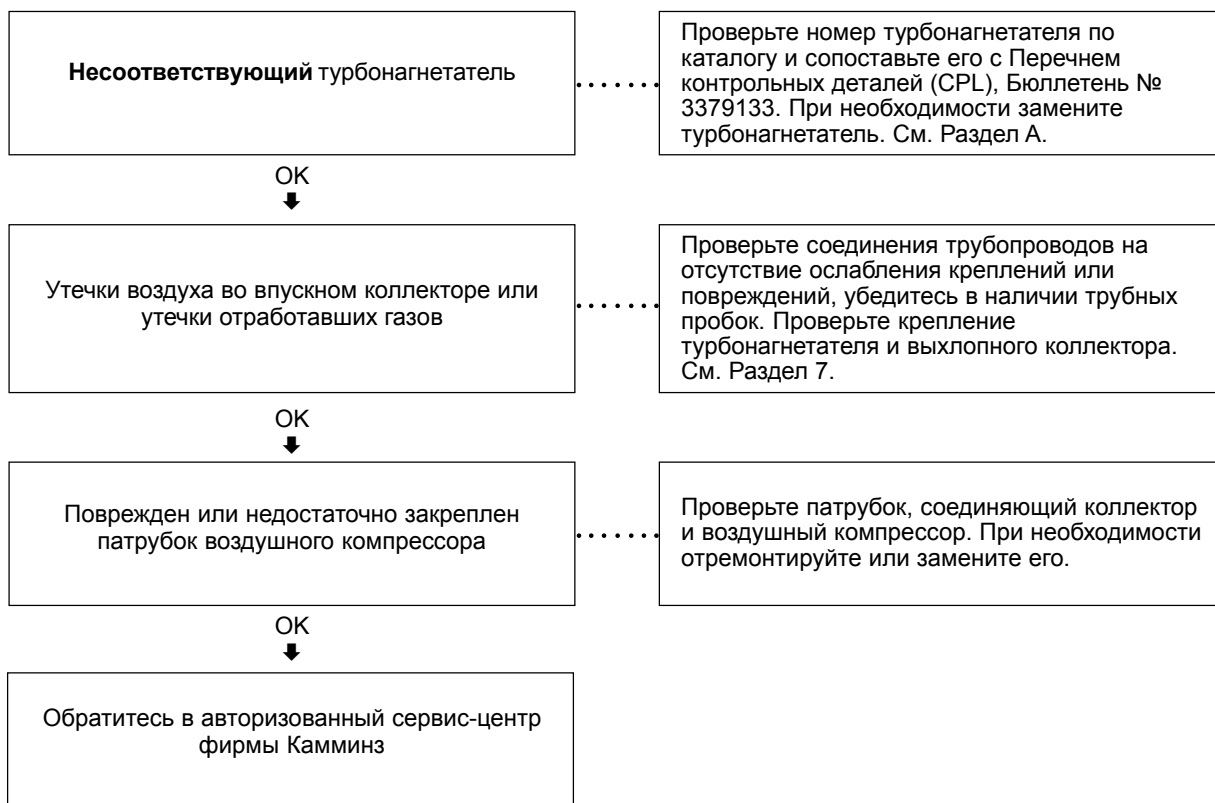 Несоответствующий турбонагнетатель
Проверьте номер турбонагнетателя по
каталогу и сопоставьте его с Перечнем
контрольных деталей (CPL), Бюллетень №
3379133. При необходимости замените
турбонагнетатель. См. Раздел А.
OK
Утечки воздуха во впускном коллекторе или
утечки отработавших газов
Проверьте соединения трубопроводов на
отсутствие ослабления креплений или
повреждений, убедитесь в наличии трубных
пробок. Проверьте крепление
турбонагнетателя и выхлопного коллектора.
См. Раздел 7.
OK
Поврежден или недостаточно закреплен
патрубок воздушного компрессора
Проверьте патрубок, соединяющий коллектор
и воздушный компрессор. При необходимости
отремонтируйте или замените его.
OK
Обратитесь в авторизованный сервис-центр
фирмы Камминз